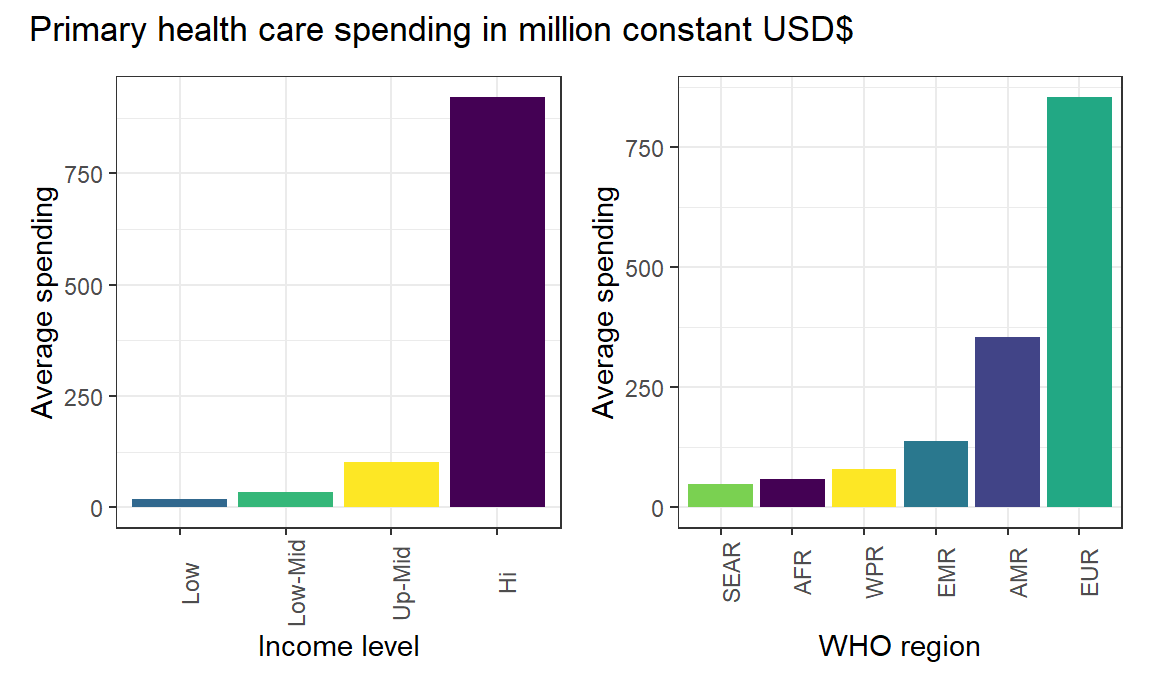 Primary health care spending in million constant USD$
Average spending
750
500
250
0
Low
Low-Mid
Up-Mid
Hi
Income level
Average spending
750
500
250
0
SEAR
AFR
WPR
EMR
AMR
EUR
WHO region